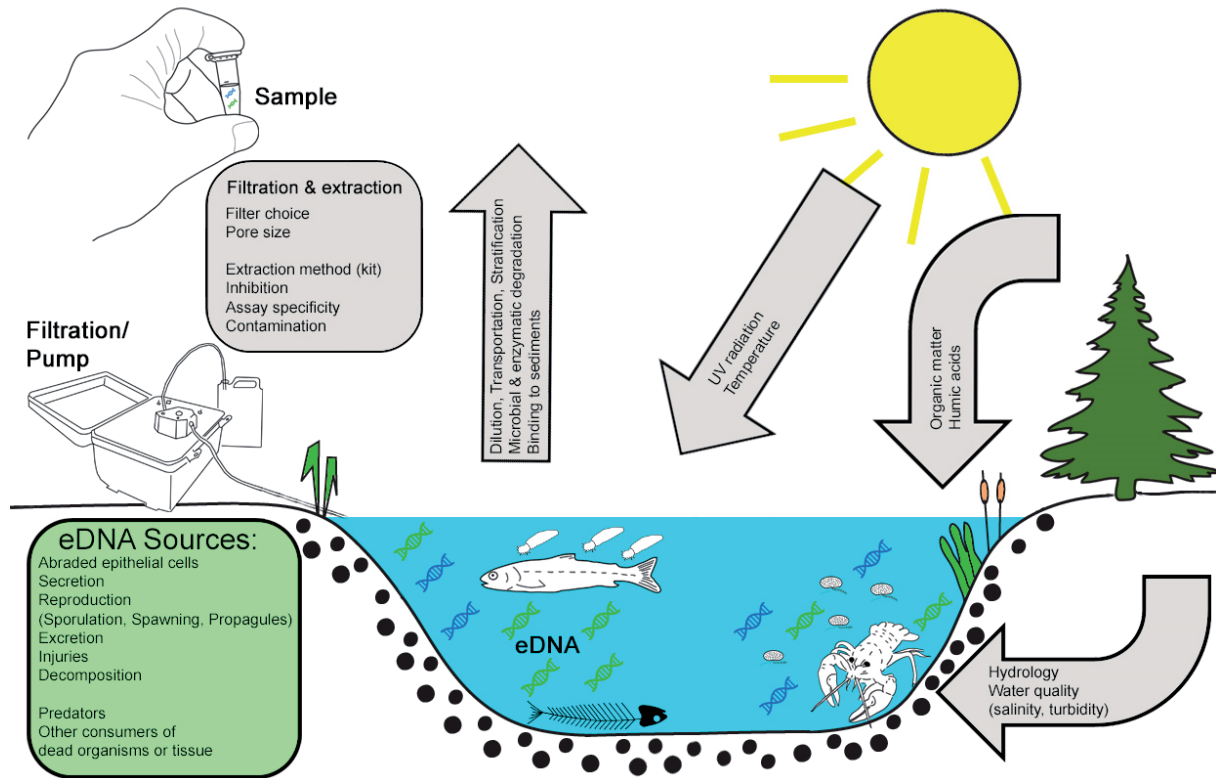 Sample
Filtration & extraction
Filter choice
Pore size
Extraction method (kit)
Inhibition
Assay specificity
Contamination
Filtration/
Pump
Dilution, Transportation, Stratification
Microbial & enzymatic degradation
Binding to sediments
UV radiation
Temperature
Organic matter
Humic acids
eDNA Sources:
Abraded epithelial cells
Secretion
Reproduction
(Sporulation, Spawning, Propagules)
Excretion
Injuries
Decomposition
Predators
Other consumers of
dead organisms or tissue
eDNA
Hydrology
Water quality
(salinity, turbidity)